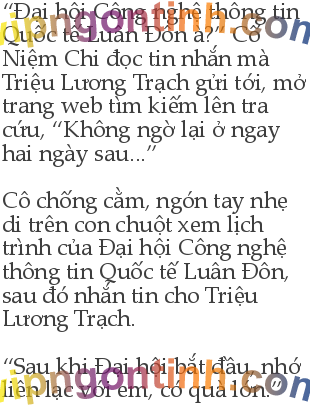 “Đại hội Công nghệ thông tin
Quốc tế Luân Đôn à?” Cố
Niệm Chi đọc tin nhắn mà
Triệu Lương Trạch gửi tới, mở
trang web tìm kiếm lên tra
cứu, “Không ngờ lại ở ngay
hai ngày sau...”
Cô chống cằm, ngón tay nhẹ
di trên con chuột xem lịch
trình của Đại hội Công nghệ
thông tin Quốc tế Luân Đôn,
sau đó nhắn tin cho Triệu
Lương Trạch.
“Sau khi Đại hội bắt đầu, nhớ
liên lạc với em, có quà lớn.”
vipngontinh.com
vipngontinh.com